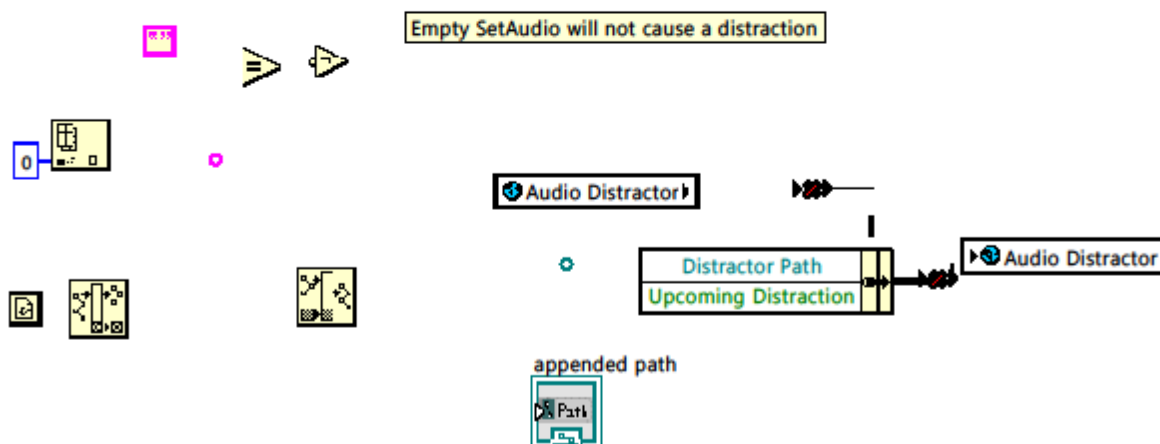 Empty SetAudio will not cause a distraction
0
Audio Distractor
Distractor Path
Audio Distractor
Upcoming Distraction
appended path
Path